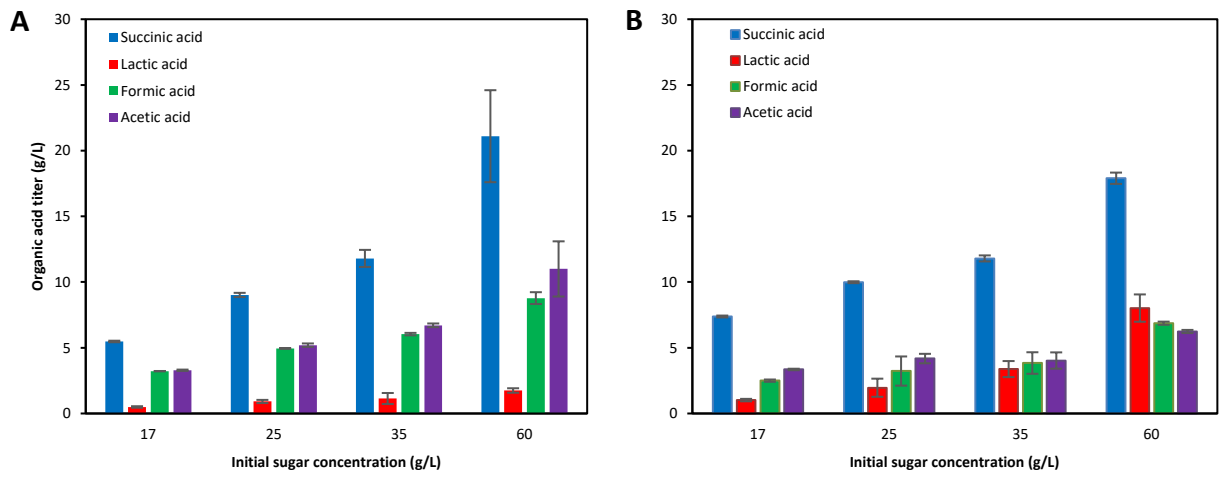 A
Organic acid titer (g/L)
30
25
20
15
10
5
0
Succinic acid
Lactic acid
Formic acid
Acetic acid
17 25 35 60
Initial sugar concentration (g/L)
B
30
25
20
15
10
5
0
Succinic acid
Lactic acid
Formic acid
Acetic acid
17 25 35 60
Initial sugar concentration (g/L)